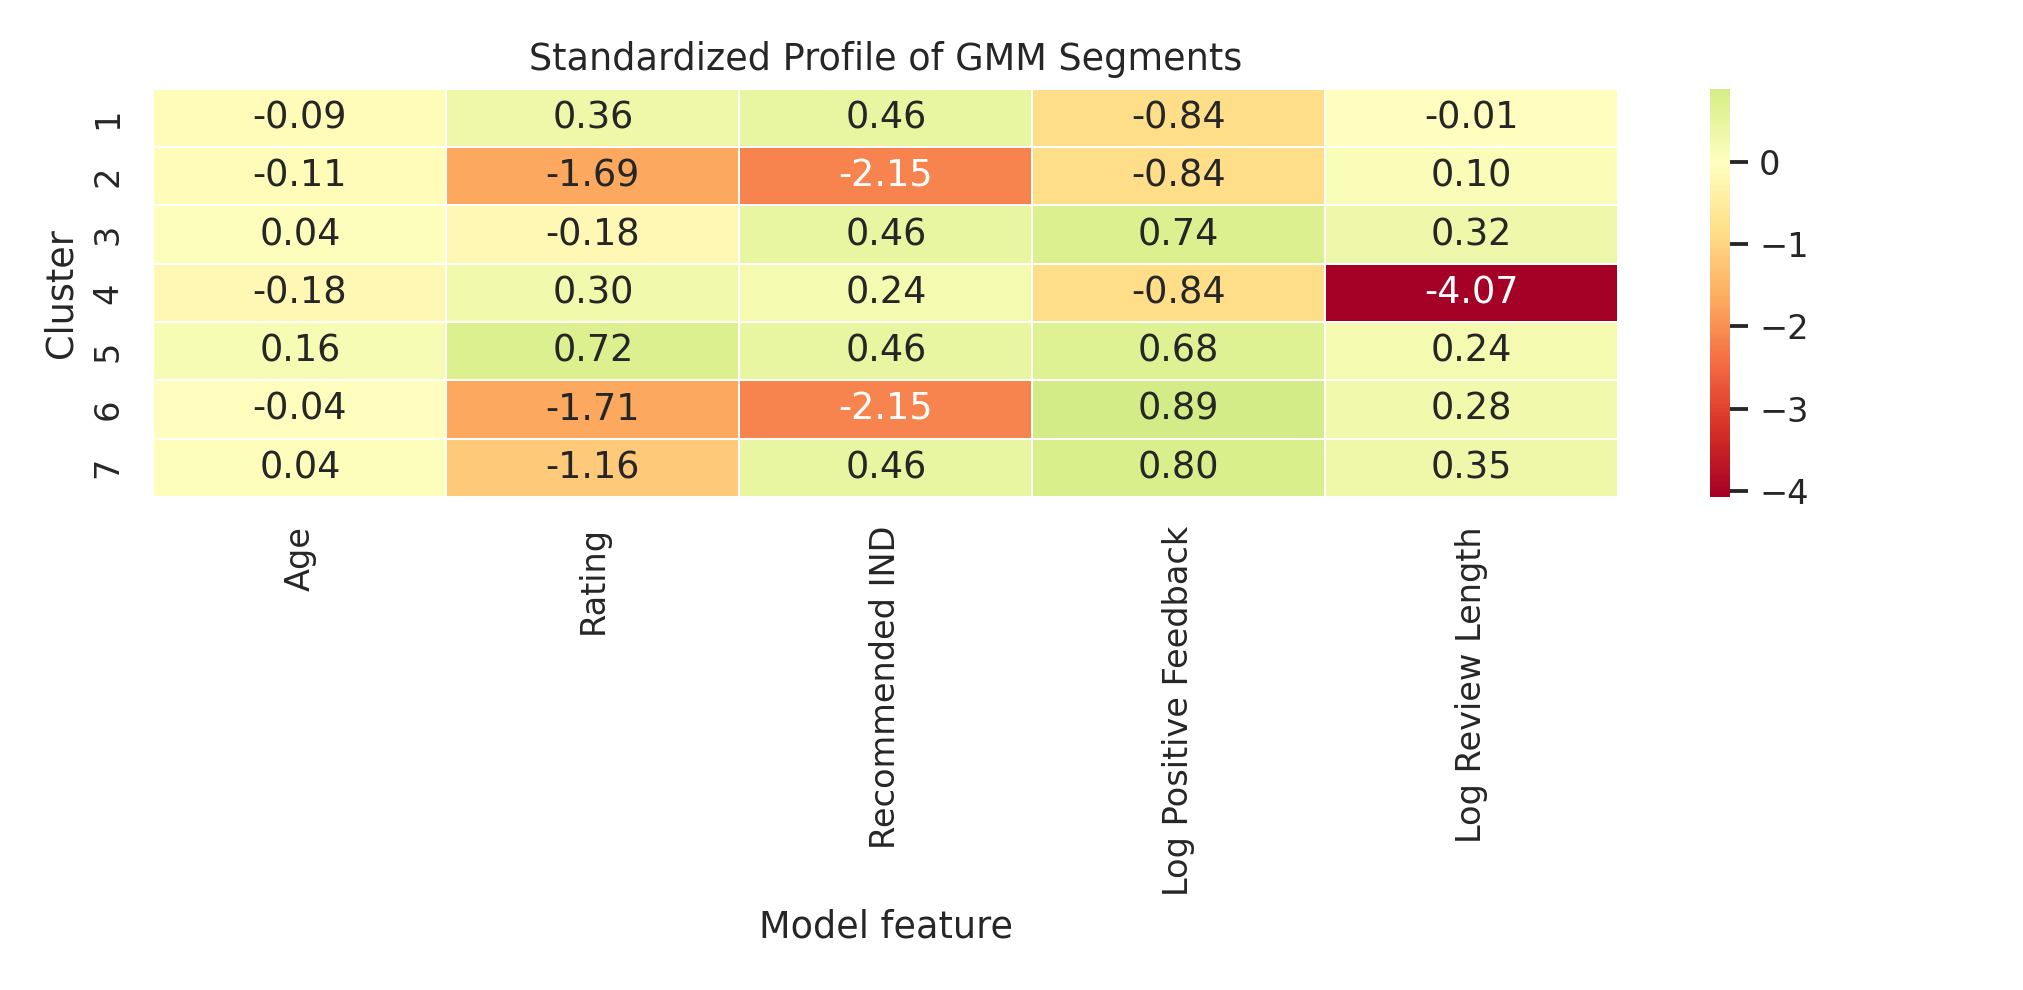 Standardized Profile of GMM Segments
1 -0.09 0.36 0.46 -0.84 -0.01
2 -0.11 -1.69 -2.15 -0.84 0.10
3 0.04 -0.18 0.46 0.74 0.32
4 -0.18 0.30 0.24 -0.84 -4.07
5 0.16 0.72 0.46 0.68 0.24
6 -0.04 -1.71 -2.15 0.89 0.28
7 0.04 -1.16 0.46 0.80 0.35
Cluster
Age
Rating
Recommended IND
Log Positive Feedback
Log Review Length
Model feature
0
−1
−2
−3
−4